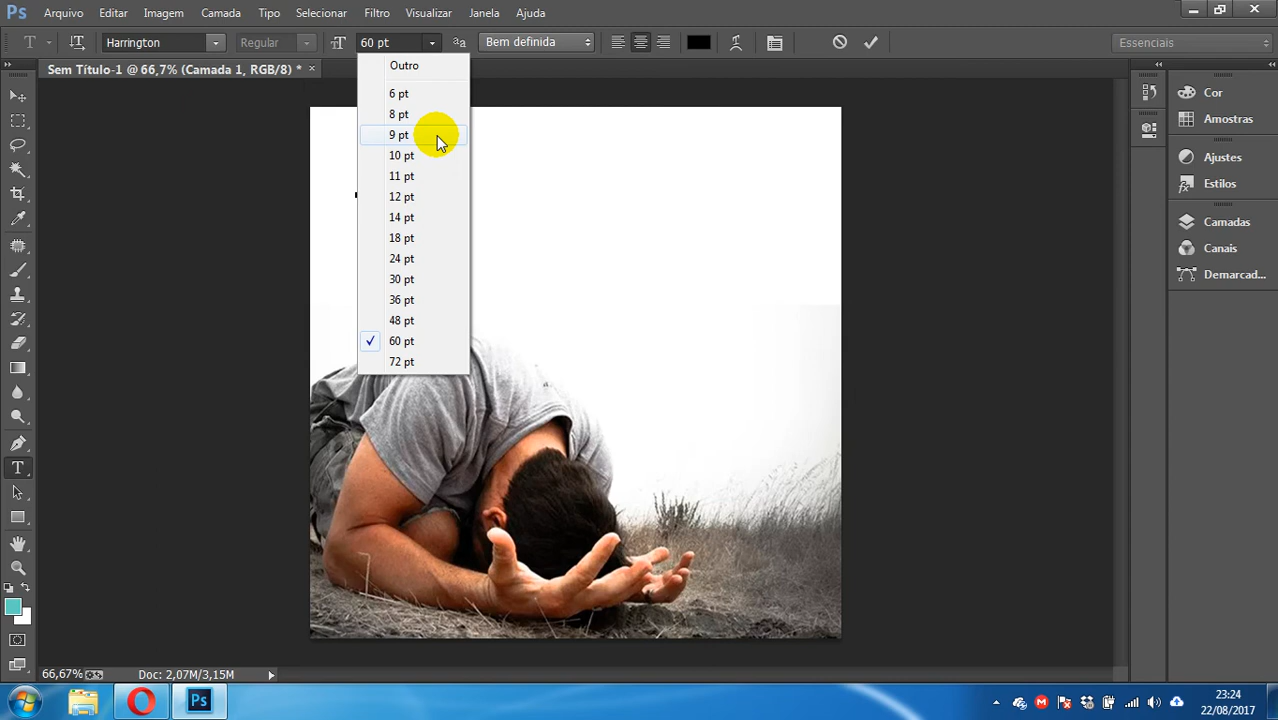 Ps Arquivo Editar Imagem Camada Tipo Selecionar Filtro Visualizar Janela Ajuda
T Harrington Regular 60 pt aa Bem definida Essenciais
Sem Título-1 @ 66,7% (Camada 1, RGB/8) * ×
Outro
6 pt
8 pt
9 pt
10 pt
11 pt
12 pt
14 pt
18 pt
24 pt
30 pt
36 pt
48 pt
60 pt
72 pt
Cor
Amostras
Ajustes
Estilos
Camadas
Canais
Demarcad...
66,67% Doc: 2,07M/3,15M
Ps
23:24
22/08/2017